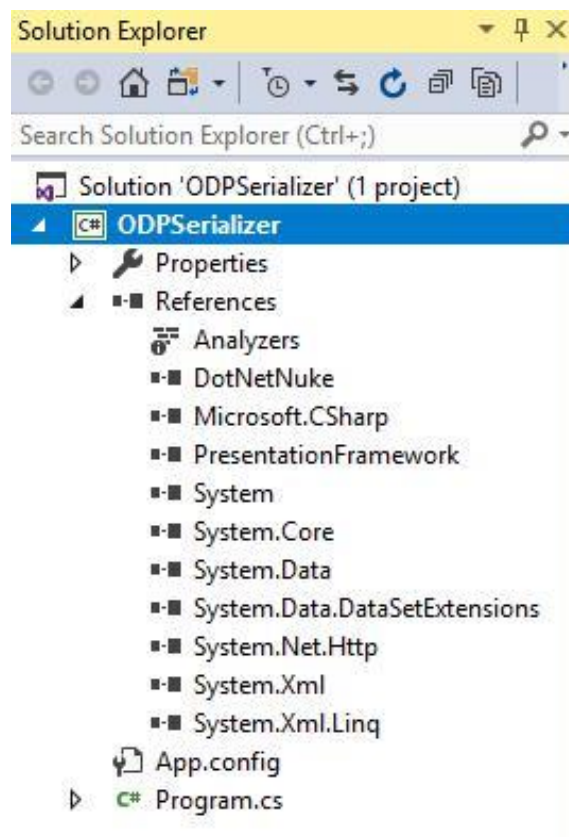 Solution Explorer
Search Solution Explorer (Ctrl+;)
Solution 'ODPSerializer' (1 project)
C# ODPSerializer
Properties
References
Analyzers
DotNetNuke
Microsoft.CSharp
PresentationFramework
System
System.Core
System.Data
System.Data.DataSetExtensions
System.Net.Http
System.Xml
System.Xml.Linq
App.config
C# Program.cs